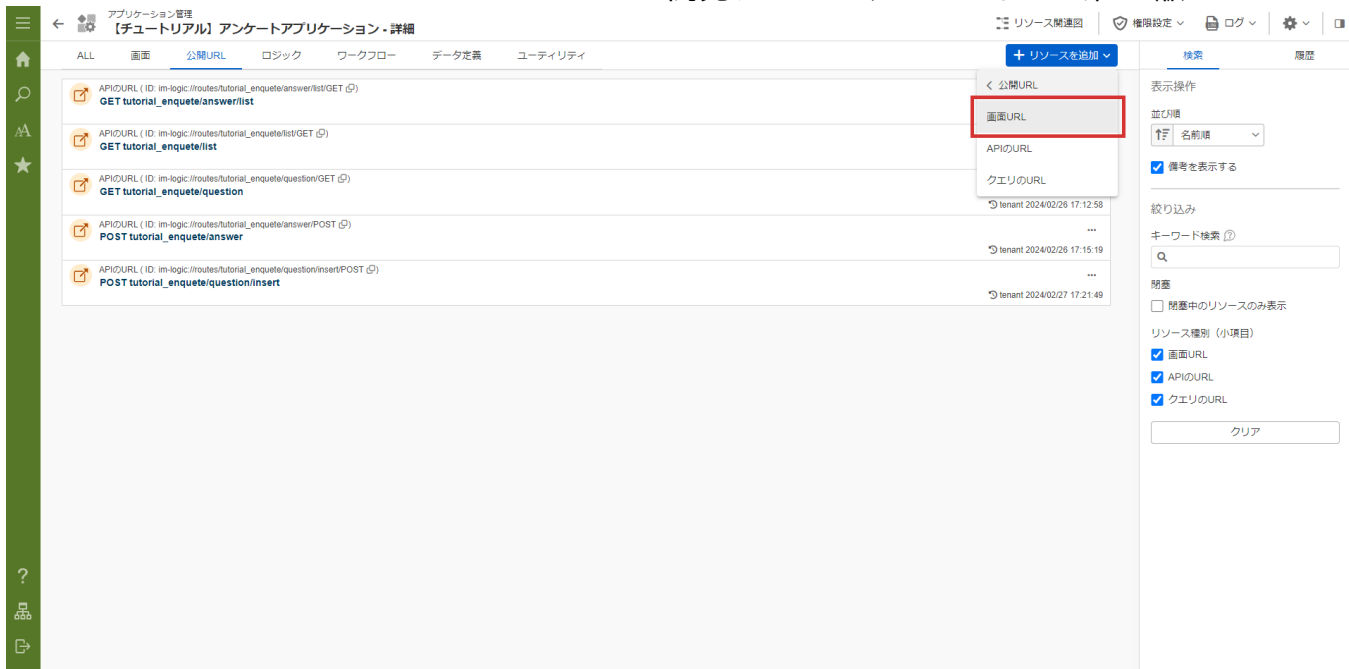 アプリケーション管理
【チュートリアル】アンケートアプリケーション - 詳細
リソース関連図
権限設定
ログ
ALL
画面
公開URL
ロジック
ワークフロー
データ定義
ユーティリティ
+ リソースを追加
検索
履歴
APIのURL ( ID: im-logic://routes/tutorial_enquete/answer/list/GET )
GET tutorial_enquete/answer/list
APIのURL ( ID: im-logic://routes/tutorial_enquete/list/GET )
GET tutorial_enquete/list
APIのURL ( ID: im-logic://routes/tutorial_enquete/question/GET )
GET tutorial_enquete/question
tenant 2024/02/26 17:12:58
APIのURL ( ID: im-logic://routes/tutorial_enquete/answer/POST )
POST tutorial_enquete/answer
...
tenant 2024/02/26 17:15:19
APIのURL ( ID: im-logic://routes/tutorial_enquete/question/insert/POST )
POST tutorial_enquete/question/insert
...
tenant 2024/02/27 17:21:49
< 公開URL
画面URL
APIのURL
クエリのURL
表示操作
並び順
名前順
備考を表示する
絞り込み
キーワード検索
閉塞
閉塞中のリソースのみ表示
リソース種別（小項目）
画面URL
APIのURL
クエリのURL
クリア